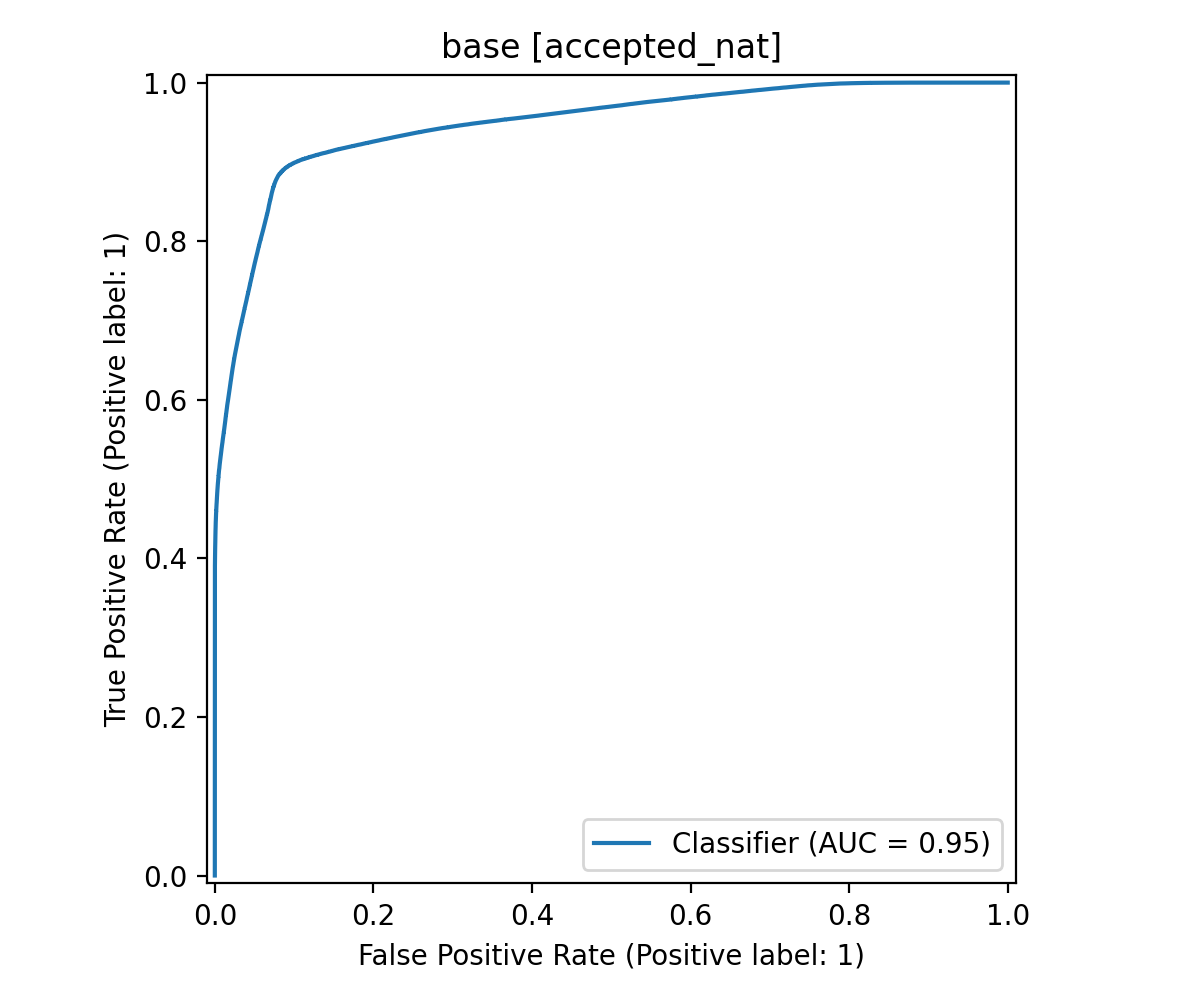 base [accepted_nat]
True Positive Rate (Positive label: 1)
1.0
0.8
0.6
0.4
0.2
0.0
Classifier (AUC = 0.95)
0.0 0.2 0.4 0.6 0.8 1.0
False Positive Rate (Positive label: 1)